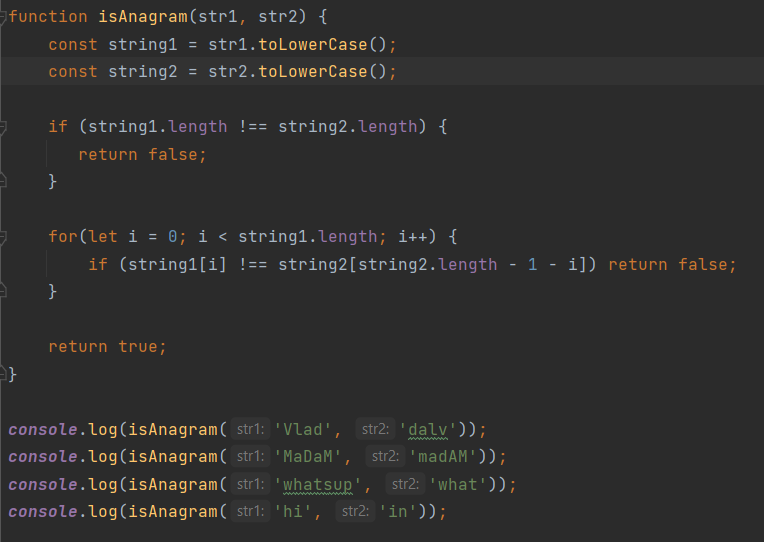 function isAnagram(str1, str2) {
    const string1 = str1.toLowerCase();
    const string2 = str2.toLowerCase();

    if (string1.length !== string2.length) {
       return false;
    }

    for(let i = 0; i < string1.length; i++) {
        if (string1[i] !== string2[string2.length - 1 - i]) return false;
    }

    return true;
}

console.log(isAnagram( str1: 'Vlad', str2: 'dalv'));
console.log(isAnagram( str1: 'MaDaM', str2: 'madAM'));
console.log(isAnagram( str1: 'whatsup', str2: 'what'));
console.log(isAnagram( str1: 'hi', str2: 'in'));